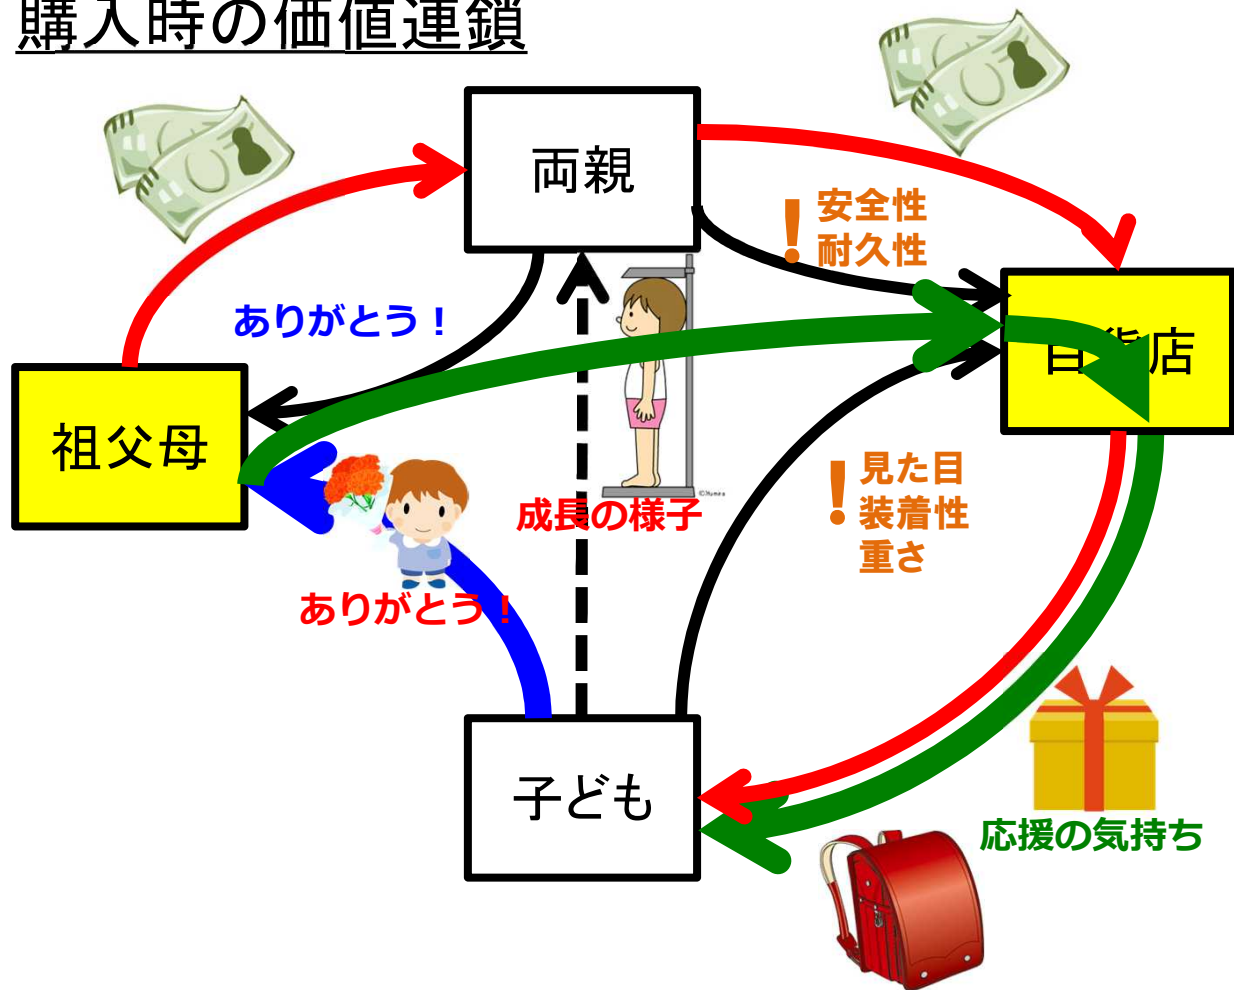 購入時の価値連鎖
両親
安全性
耐久性
ありがとう！
百貨店
祖父母
見た目
装着性
重さ
成長の様子
ありがとう！
子ども
応援の気持ち